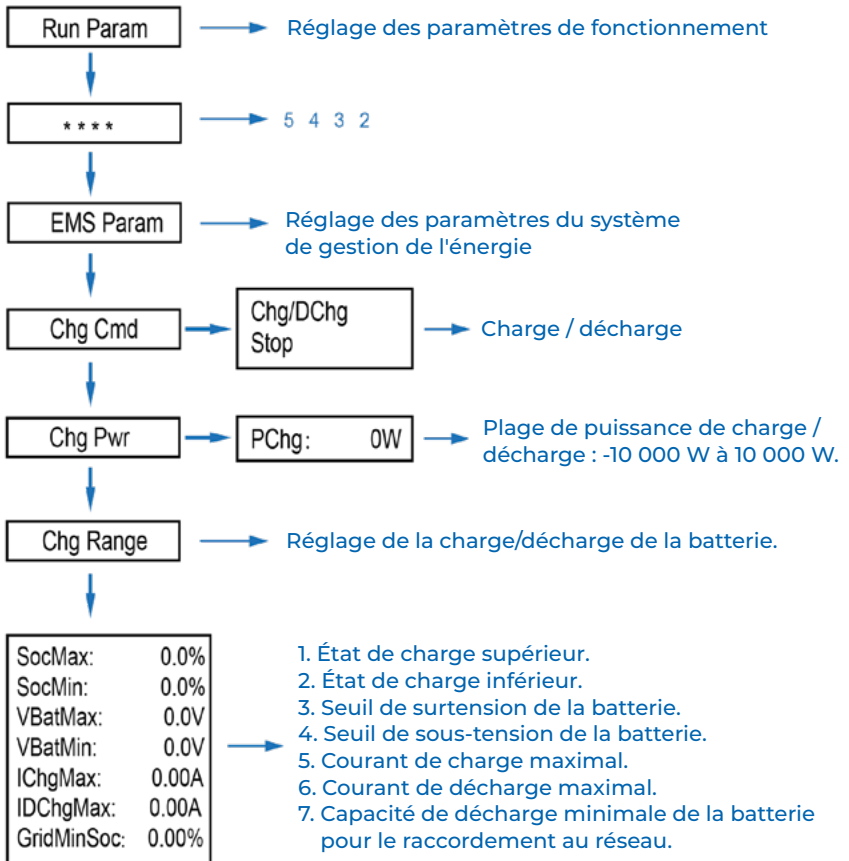 Run Param
Réglage des paramètres de fonctionnement
****
5 4 3 2
EMS Param
Réglage des paramètres du système
de gestion de l'énergie
Chg Cmd
Chg/DChg
Stop
Charge / décharge
Chg Pwr
PChg: 0W
Plage de puissance de charge /
décharge : -10 000 W à 10 000 W.
Chg Range
Réglage de la charge/décharge de la batterie.
SocMax: 0.0%
SocMin: 0.0%
VBatMax: 0.0V
VBatMin: 0.0V
IChgMax: 0.00A
IDChgMax: 0.00A
GridMinSoc: 0.00%
1. État de charge supérieur.
2. État de charge inférieur.
3. Seuil de surtension de la batterie.
4. Seuil de sous-tension de la batterie.
5. Courant de charge maximal.
6. Courant de décharge maximal.
7. Capacité de décharge minimale de la batterie
pour le raccordement au réseau.